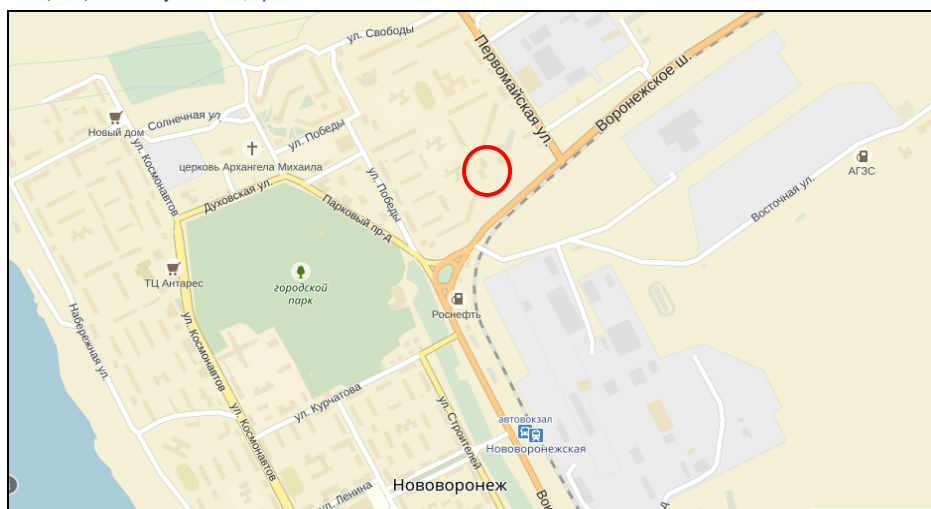 ул. Свободы
Первомайская ул.
Воронежское ш.
Новый дом
Солнечная ул
ул. Победы
церковь Архангела Михаила
ул. Космонавтов
Духовская ул.
ул. Победы
Парковый пр-д
АГЗС
Восточная ул.
ТЦ Антарес
городской
парк
Роснефть
Набережная ул.
ул. Космонавтов
ул. Курчатова
ул. Космонавтов
ул. Строителей
автовокзал
Нововоронежская
Нововоронеж
ул. Ленина
Вок